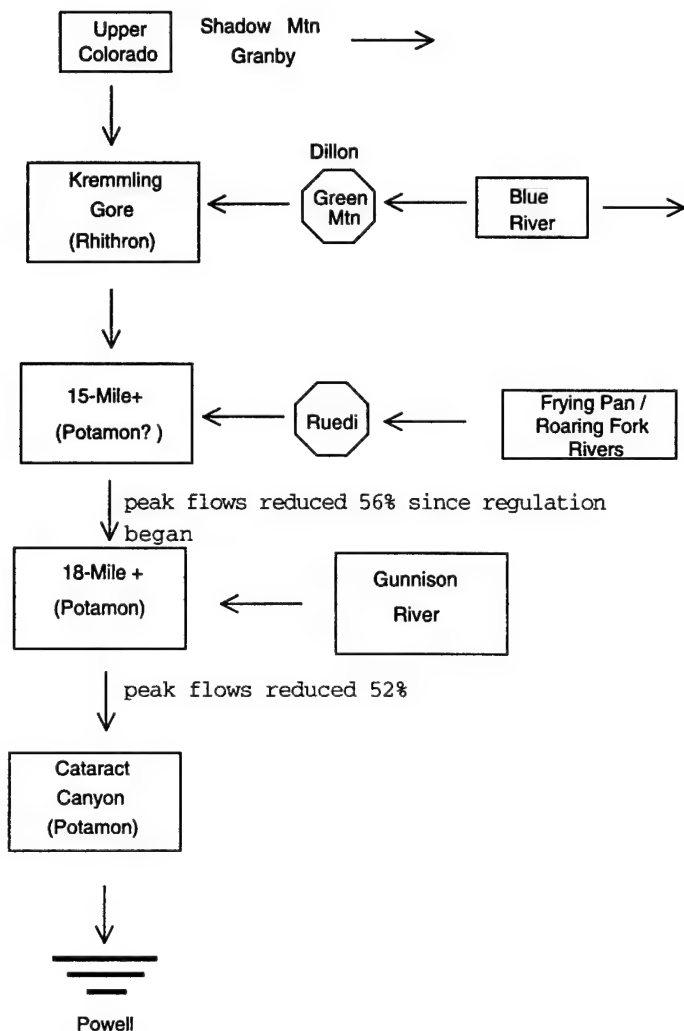 Upper
Colorado
Shadow Mtn
Granby
Kremmling
Gore
(Rhithron)
Dillon
Green
Mtn
Blue
River
15-Mile+
(Potamon? )
Ruedi
Frying Pan /
Roaring Fork
Rivers
peak flows reduced 56% since regulation
began
18-Mile +
(Potamon)
Gunnison
River
peak flows reduced 52%
Cataract
Canyon
(Potamon)
Powell